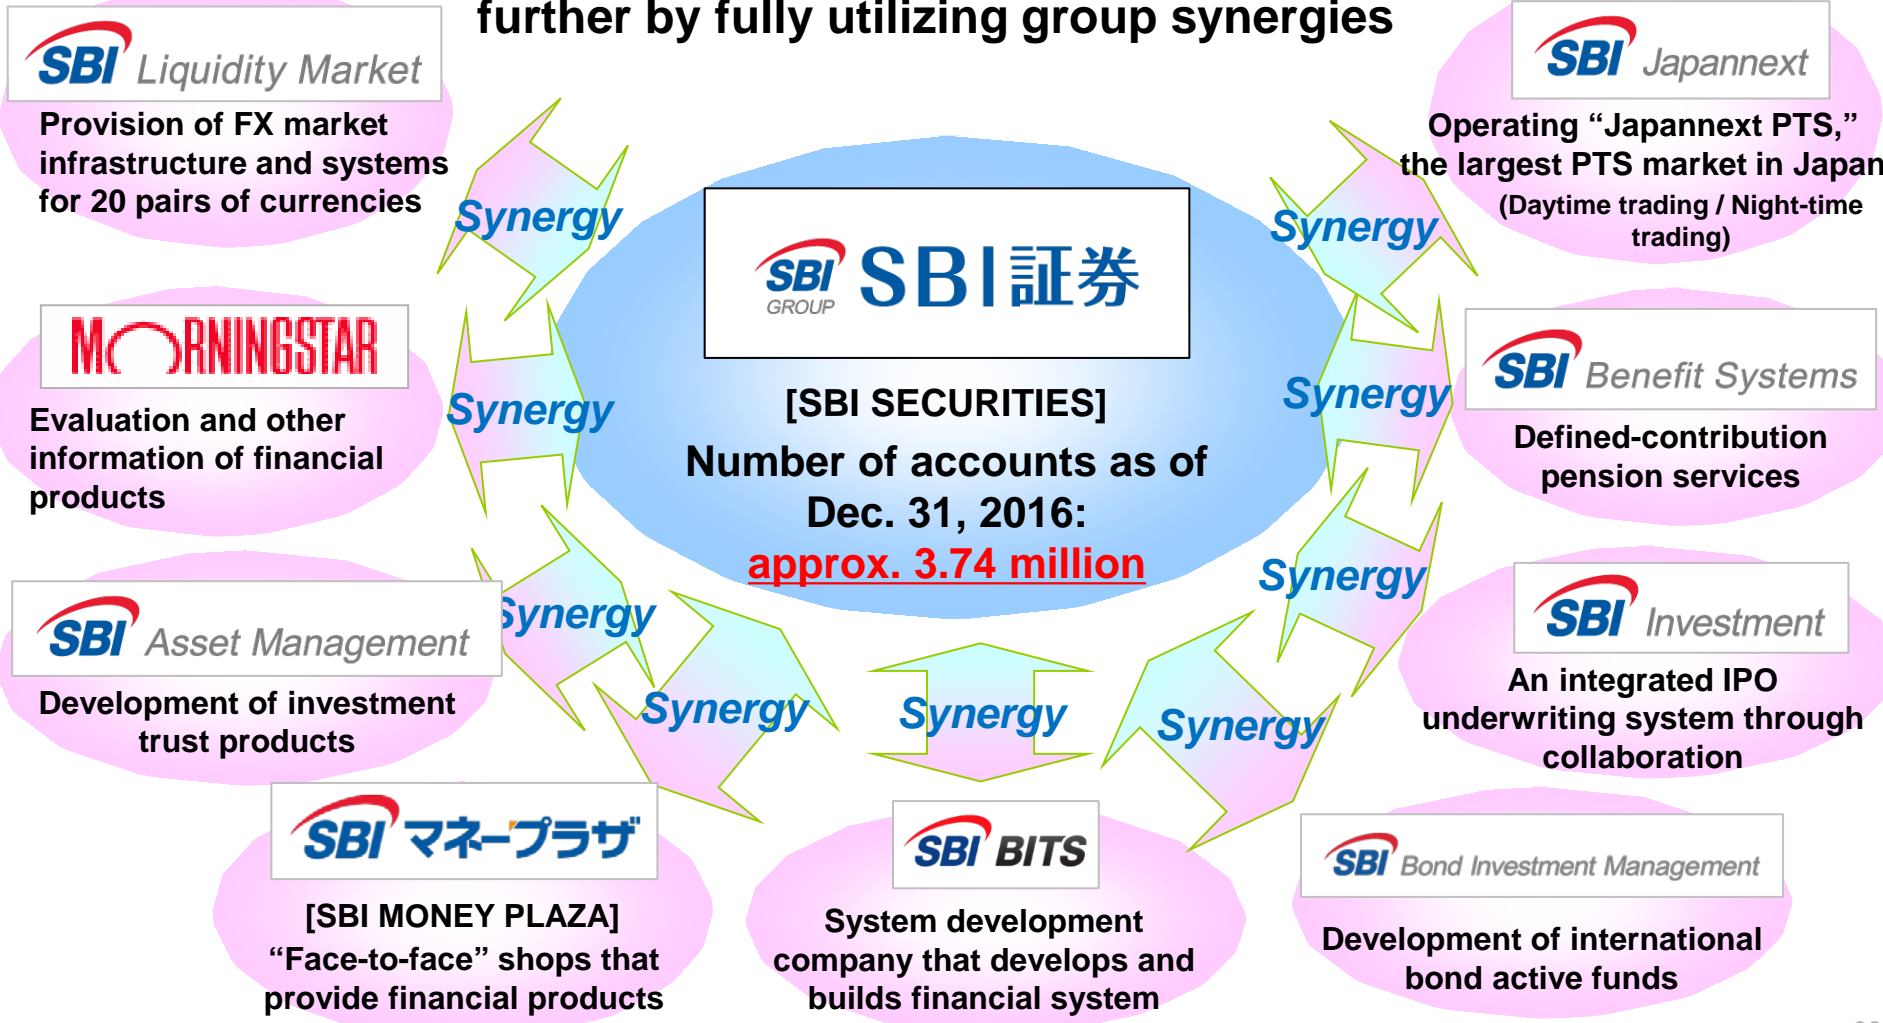 further by fully utilizing group synergies
SBI Liquidity Market
Provision of FX market
infrastructure and systems
for 20 pairs of currencies
Synergy
SBI Japannext
Operating “Japannext PTS,”
the largest PTS market in Japan
(Daytime trading / Night-time
trading)
Synergy
SBI GROUP
SBI証券
[SBI SECURITIES]
Number of accounts as of
Dec. 31, 2016:
approx. 3.74 million
MORNINGSTAR
Evaluation and other
information of financial
products
Synergy
SBI Benefit Systems
Defined-contribution
pension services
Synergy
SBI Asset Management
Development of investment
trust products
Synergy
SBI Investment
An integrated IPO
underwriting system through
collaboration
Synergy
SBI マネープラザ
[SBI MONEY PLAZA]
“Face-to-face” shops that
provide financial products
Synergy
SBI BITS
System development
company that develops and
builds financial system
Synergy
SBI Bond Investment Management
Development of international
bond active funds
Synergy